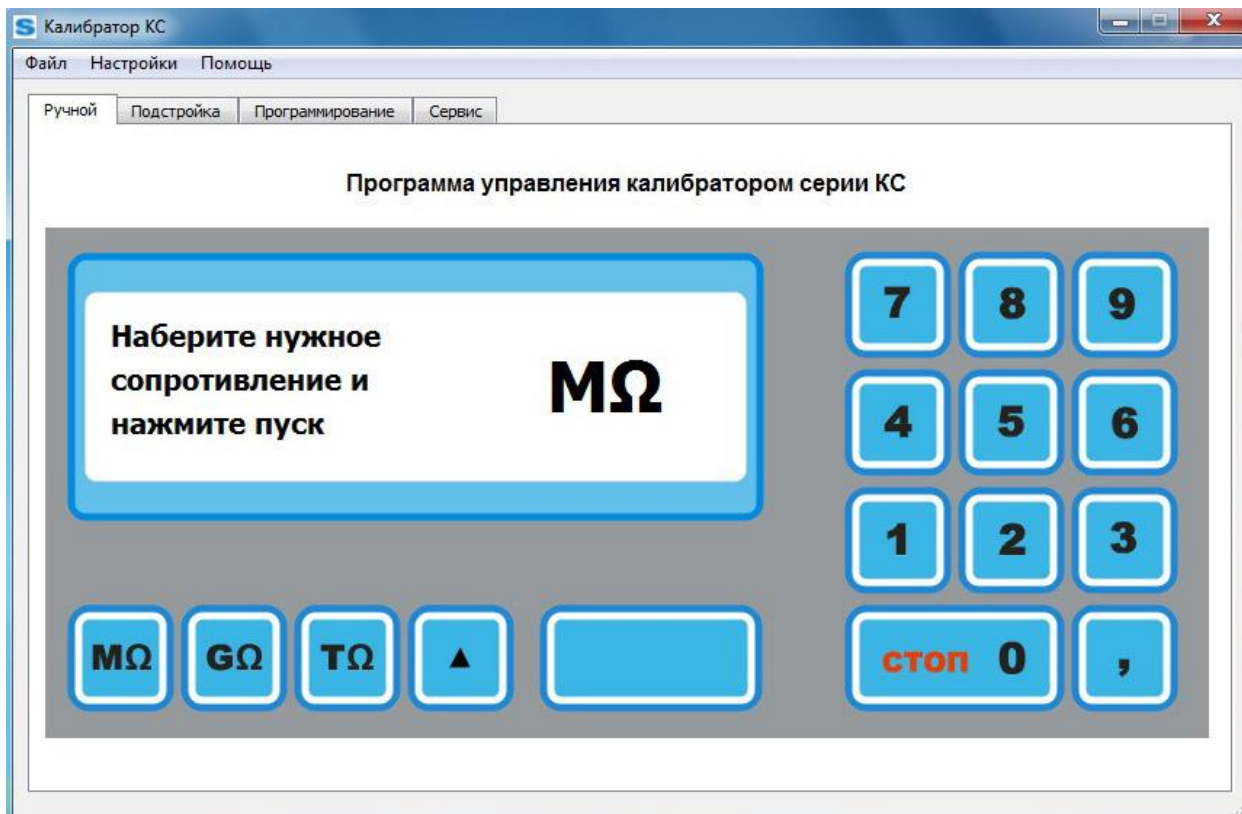 S Калибратор КС
Файл Настройки Помощь
Ручной Подстройка Программирование Сервис
Программа управления калибратором серии КС
Наберите нужное
сопротивление и
нажмите пуск
MΩ
7 8 9
4 5 6
1 2 3
MΩ GΩ TΩ ▲ стоп 0 ,